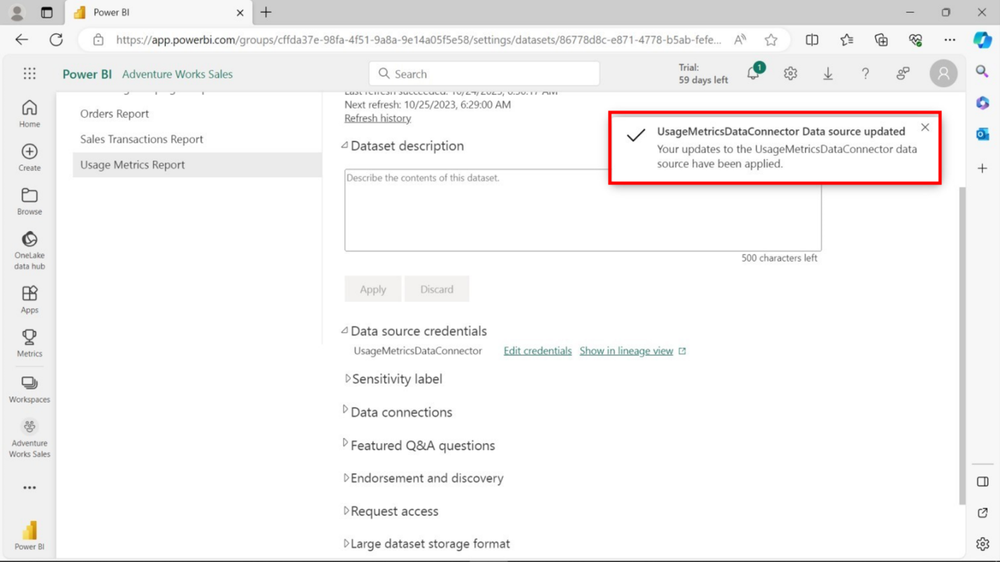 Power BI
https://app.powerbi.com/groups/cffda37e-98fa-4f51-9a8a-9e14a05f5e58/settings/datasets/86778d8c-e871-4778-b5ab-fefe...
Power BI Adventure Works Sales
Search
Trial:
59 days left
1
Home
Create
Browse
OneLake
data hub
Apps
Metrics
Workspaces
Adventure
Works Sales
Power BI
Orders Report
Sales Transactions Report
Usage Metrics Report
Last refresh succeeded: 10/24/2023, 6:30:17 AM
Next refresh: 10/25/2023, 6:29:00 AM
Refresh history
Dataset description
Describe the contents of this dataset.
500 characters left
Apply Discard
Data source credentials
UsageMetricsDataConnector Edit credentials Show in lineage view
Sensitivity label
Data connections
Featured Q&A questions
Endorsement and discovery
Request access
Large dataset storage format
UsageMetricsDataConnector Data source updated
Your updates to the UsageMetricsDataConnector data
source have been applied.